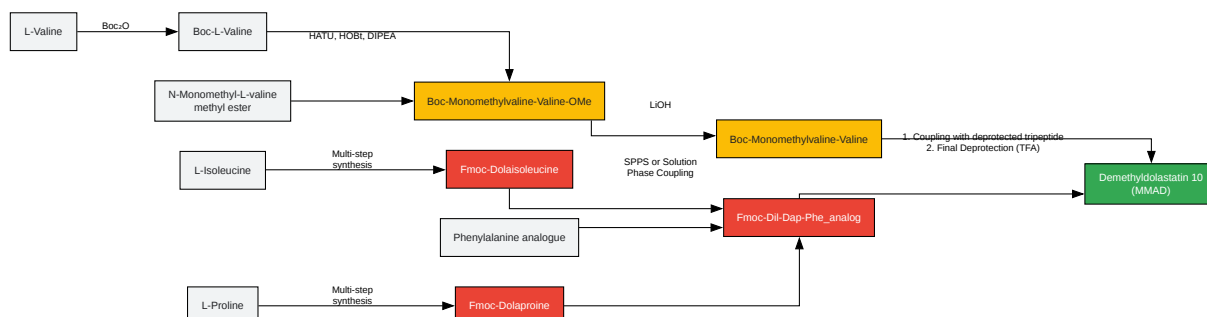 L-Valine
Boc₂O
Boc-L-Valine
HATU, HOBt, DIPEA
N-Monomethyl-L-valine
methyl ester
Boc-Monomethylvaline-Valine-OMe
LiOH
Boc-Monomethylvaline-Valine
1. Coupling with deprotected tripeptide
2. Final Deprotection (TFA)
L-Isoleucine
Multi-step
synthesis
Fmoc-Dolaisoleucine
SPPS or Solution
Phase Coupling
Demethyldolastatin 10
(MMAD)
Fmoc-Dil-Dap-Phe_analog
Phenylalanine analogue
L-Proline
Multi-step
synthesis
Fmoc-Dolaproine